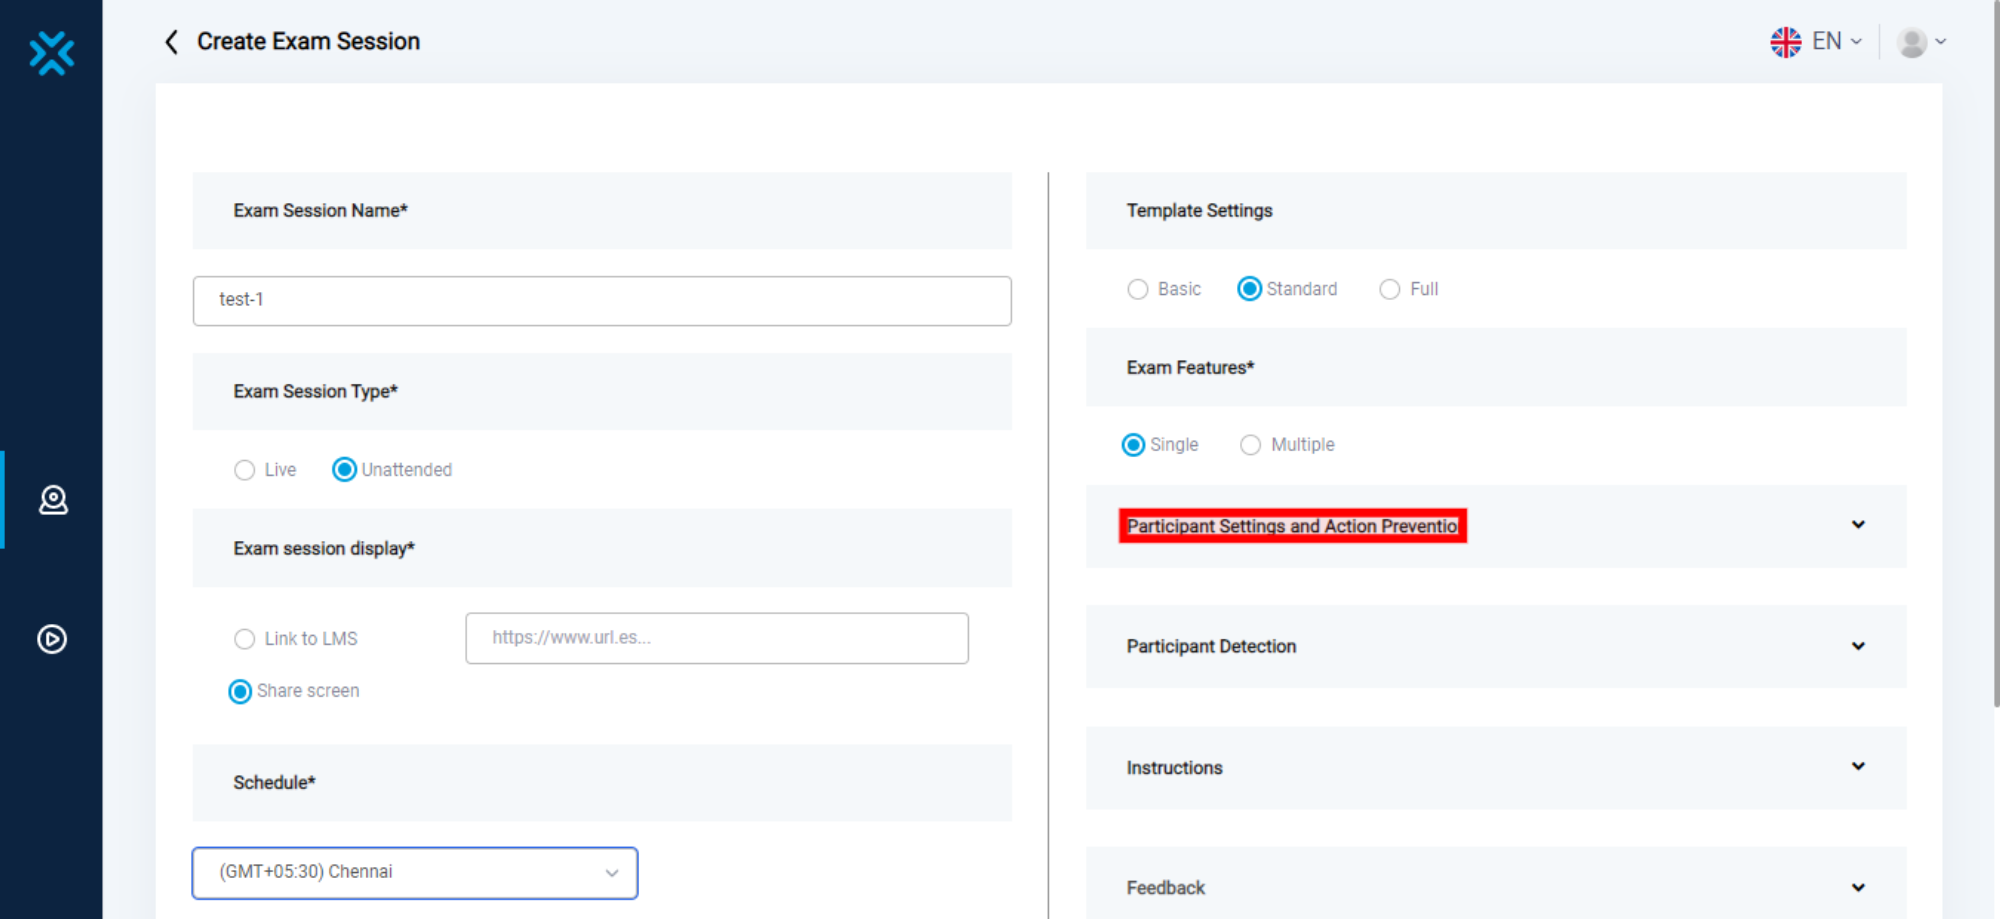 Create Exam Session
EN
Exam Session Name*
test-1
Exam Session Type*
Live
Unattended
Exam session display*
Link to LMS
https://www.url.es...
Share screen
Schedule*
(GMT+05:30) Chennai
Template Settings
Basic
Standard
Full
Exam Features*
Single
Multiple
Participant Settings and Action Preventio
Participant Detection
Instructions
Feedback